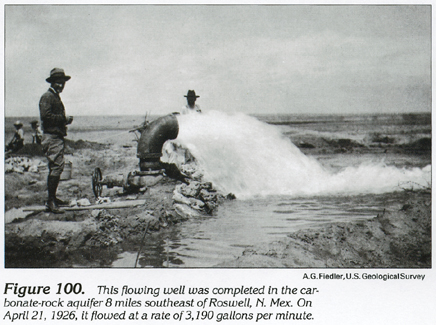 A.G. Fiedler, U.S. Geological Survey
Figure 100. This flowing well was completed in the car-
bonate-rock aquifer 8 miles southeast of Roswell, N. Mex. On
April 21, 1926, it flowed at a rate of 3,190 gallons per minute.